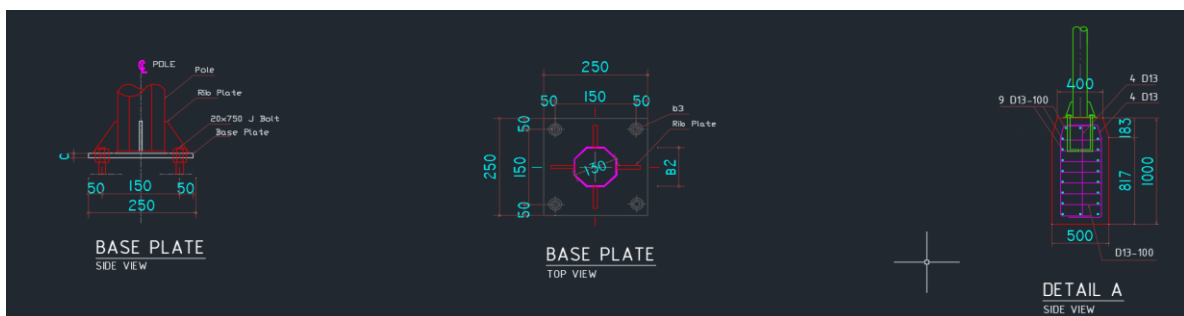 ℄ POLE
Pole
Rib Plate
20x750 J Bolt
Base Plate
C
50 150 50
250
BASE PLATE
SIDE VIEW
250
50 150 50
b3
Rib Plate
50
250 150
130
B2
50
BASE PLATE
TOP VIEW
400
4 D13
9 D13-100
4 D13
183
817
1000
500
D13-100
DETAIL A
SIDE VIEW